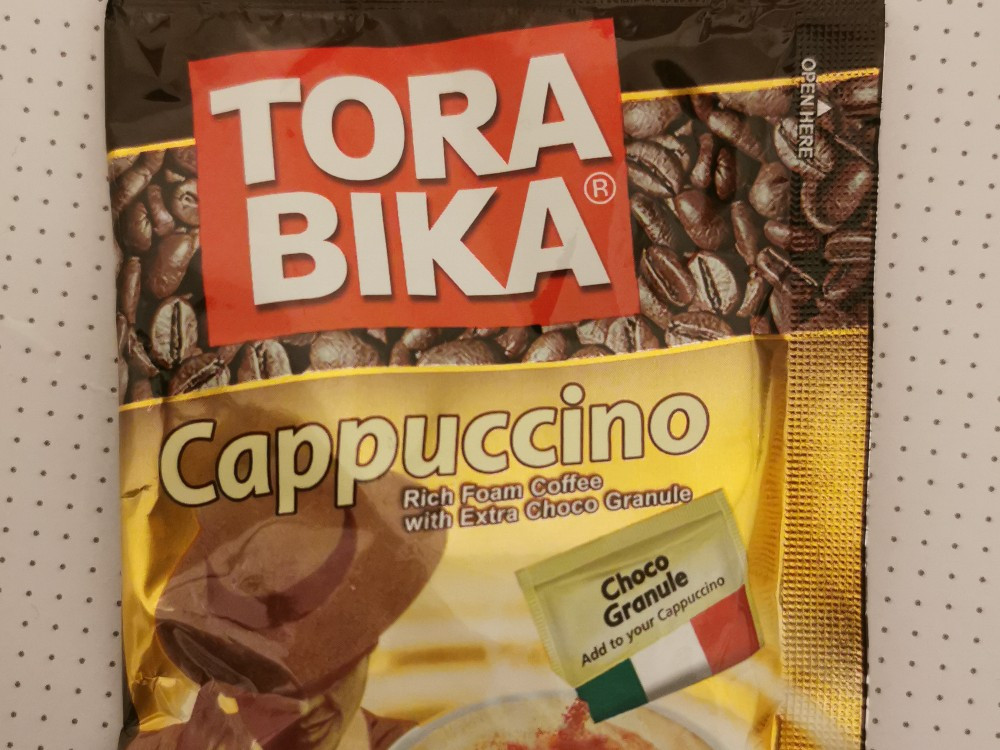 TORA
BIKA®
OPEN HERE
Cappuccino
Rich Foam Coffee
with Extra Choco Granule
Choco
Granule
Add to your Cappuccino